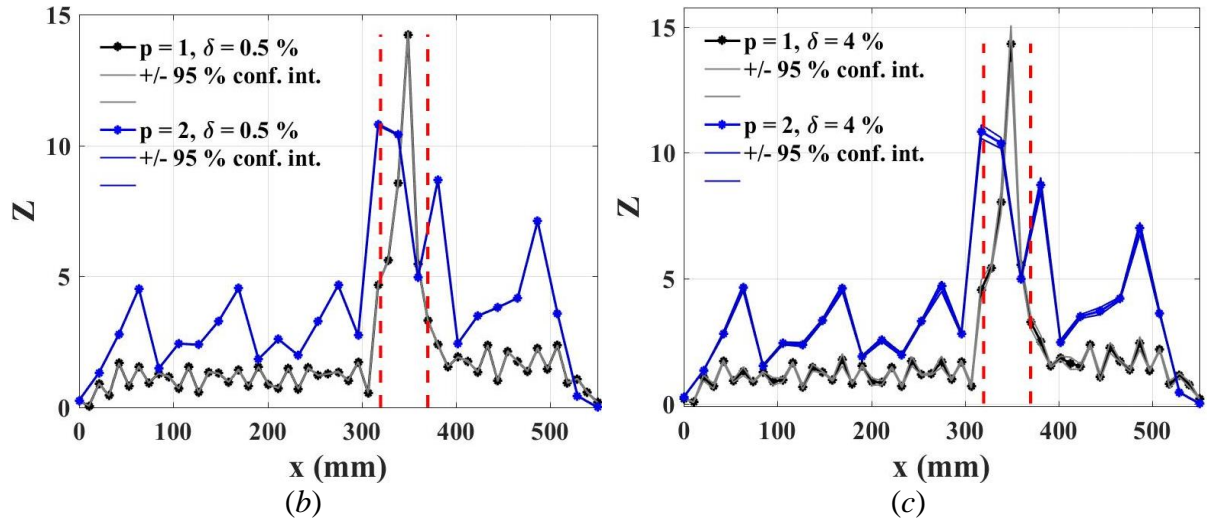 15
10
5
0
Z
p = 1, δ = 0.5 %
+/- 95 % conf. int.
p = 2, δ = 0.5 %
+/- 95 % conf. int.
0 100 200 300 400 500
x (mm)
(b)
15
10
5
0
Z
p = 1, δ = 4 %
+/- 95 % conf. int.
p = 2, δ = 4 %
+/- 95 % conf. int.
0 100 200 300 400 500
x (mm)
(c)